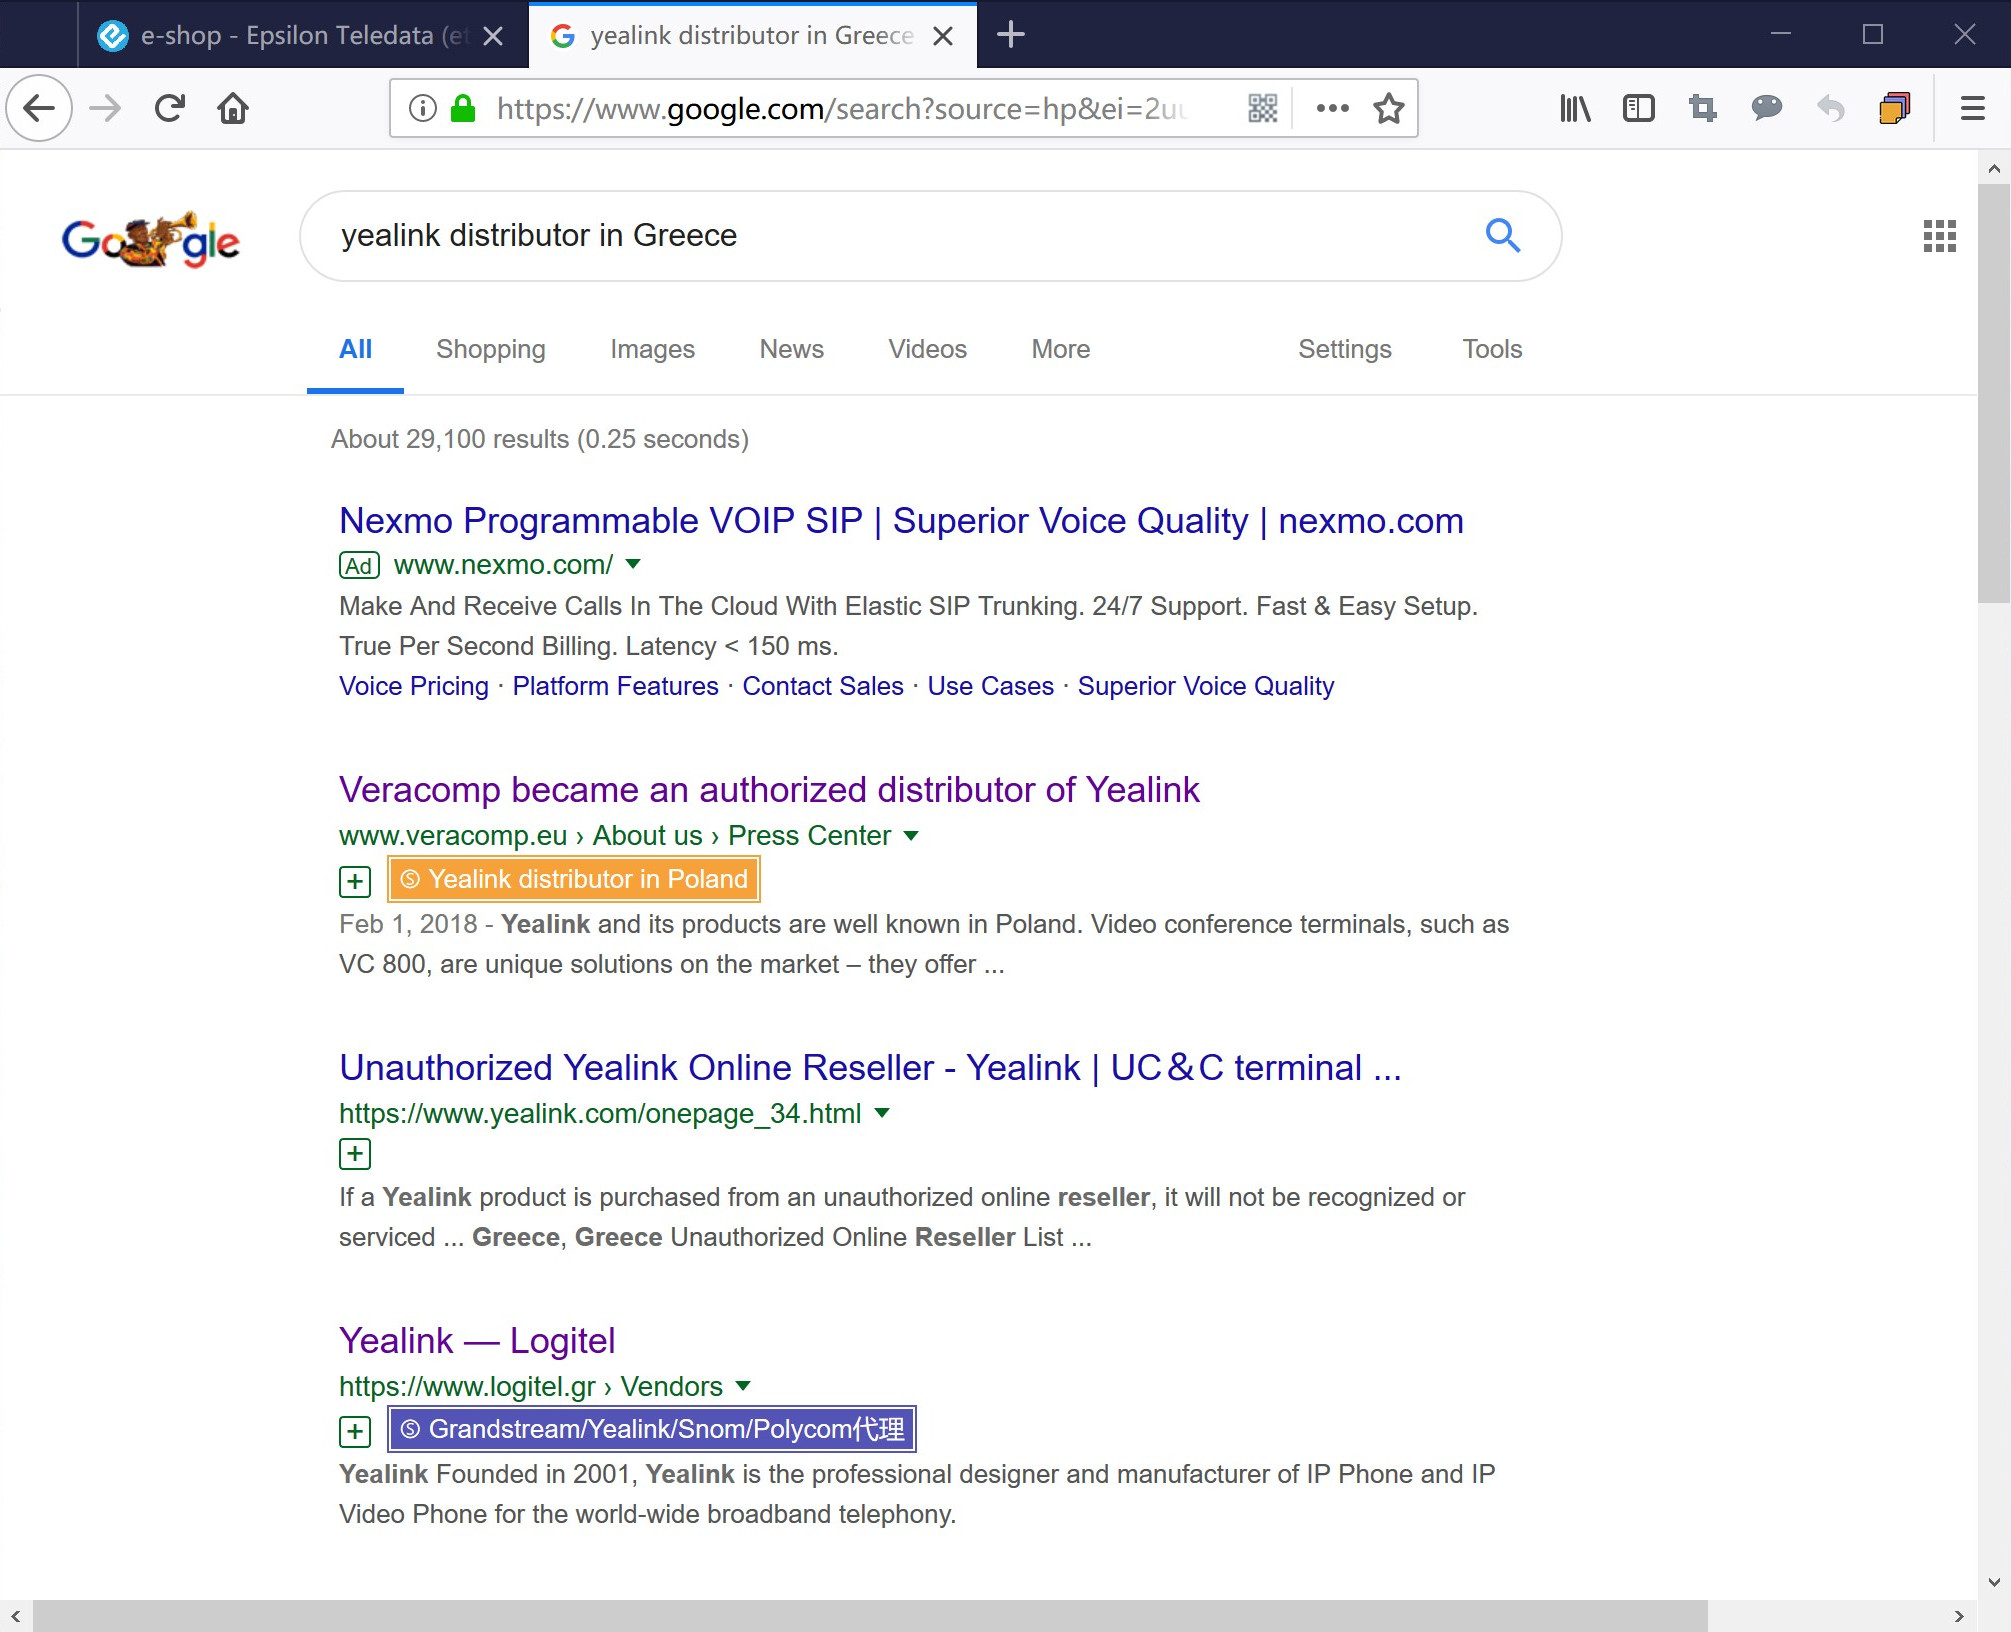 e-shop - Epsilon Teledata (et
yealink distributor in Greece
https://www.google.com/search?source=hp&ei=2u
Google
yealink distributor in Greece
All Shopping Images News Videos More Settings Tools
About 29,100 results (0.25 seconds)
Nexmo Programmable VOIP SIP | Superior Voice Quality | nexmo.com
Ad www.nexmo.com/
Make And Receive Calls In The Cloud With Elastic SIP Trunking. 24/7 Support. Fast & Easy Setup.
True Per Second Billing. Latency < 150 ms.
Voice Pricing · Platform Features · Contact Sales · Use Cases · Superior Voice Quality
Veracomp became an authorized distributor of Yealink
www.veracomp.eu › About us › Press Center
Ⓢ Yealink distributor in Poland
Feb 1, 2018 - Yealink and its products are well known in Poland. Video conference terminals, such as
VC 800, are unique solutions on the market – they offer ...
Unauthorized Yealink Online Reseller - Yealink | UC&C terminal ...
https://www.yealink.com/onepage_34.html
If a Yealink product is purchased from an unauthorized online reseller, it will not be recognized or
serviced ... Greece, Greece Unauthorized Online Reseller List ...
Yealink — Logitel
https://www.logitel.gr › Vendors
Ⓢ Grandstream/Yealink/Snom/Polycom代理
Yealink Founded in 2001, Yealink is the professional designer and manufacturer of IP Phone and IP
Video Phone for the world-wide broadband telephony.